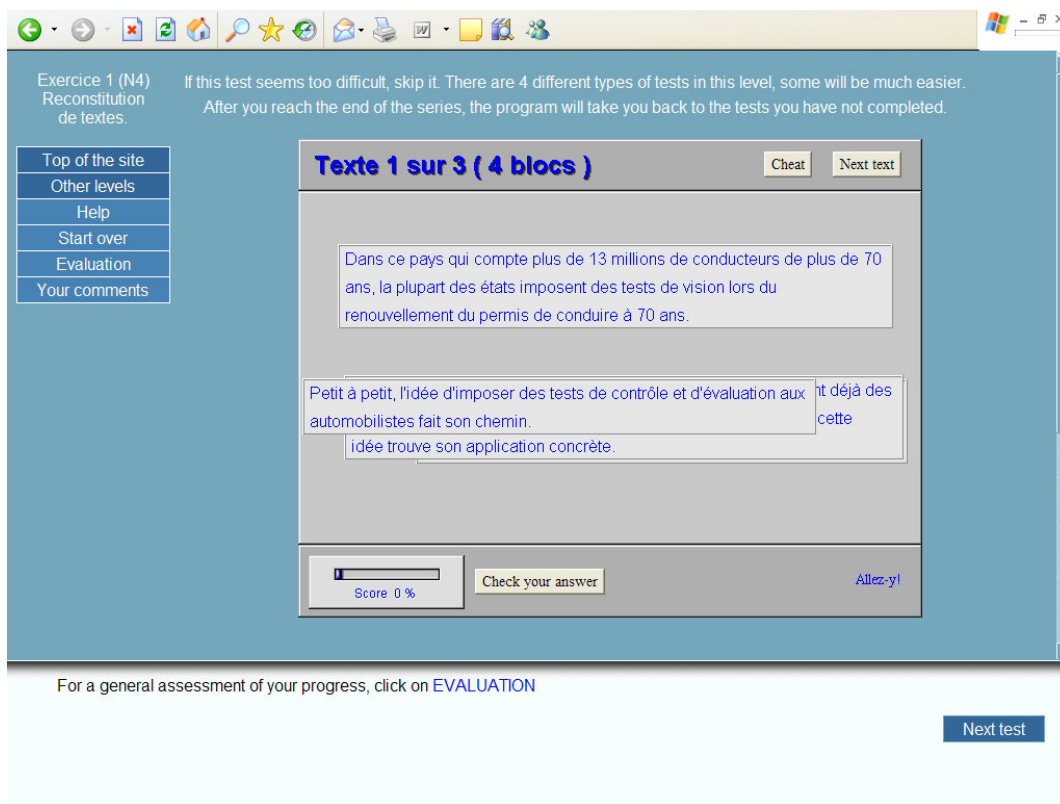 Exercice 1 (N4)
Reconstitution
de textes.
If this test seems too difficult, skip it. There are 4 different types of tests in this level, some will be much easier.
After you reach the end of the series, the program will take you back to the tests you have not completed.
Top of the site
Other levels
Help
Start over
Evaluation
Your comments
Texte 1 sur 3 ( 4 blocs )
Cheat
Next text
Dans ce pays qui compte plus de 13 millions de conducteurs de plus de 70
ans, la plupart des états imposent des tests de vision lors du
renouvellement du permis de conduire à 70 ans.
Petit à petit, l'idée d'imposer des tests de contrôle et d'évaluation aux
automobilistes fait son chemin.
déjà des
cette
idée trouve son application concrète.
Score 0 %
Check your answer
Allez-y!
For a general assessment of your progress, click on EVALUATION
Next test